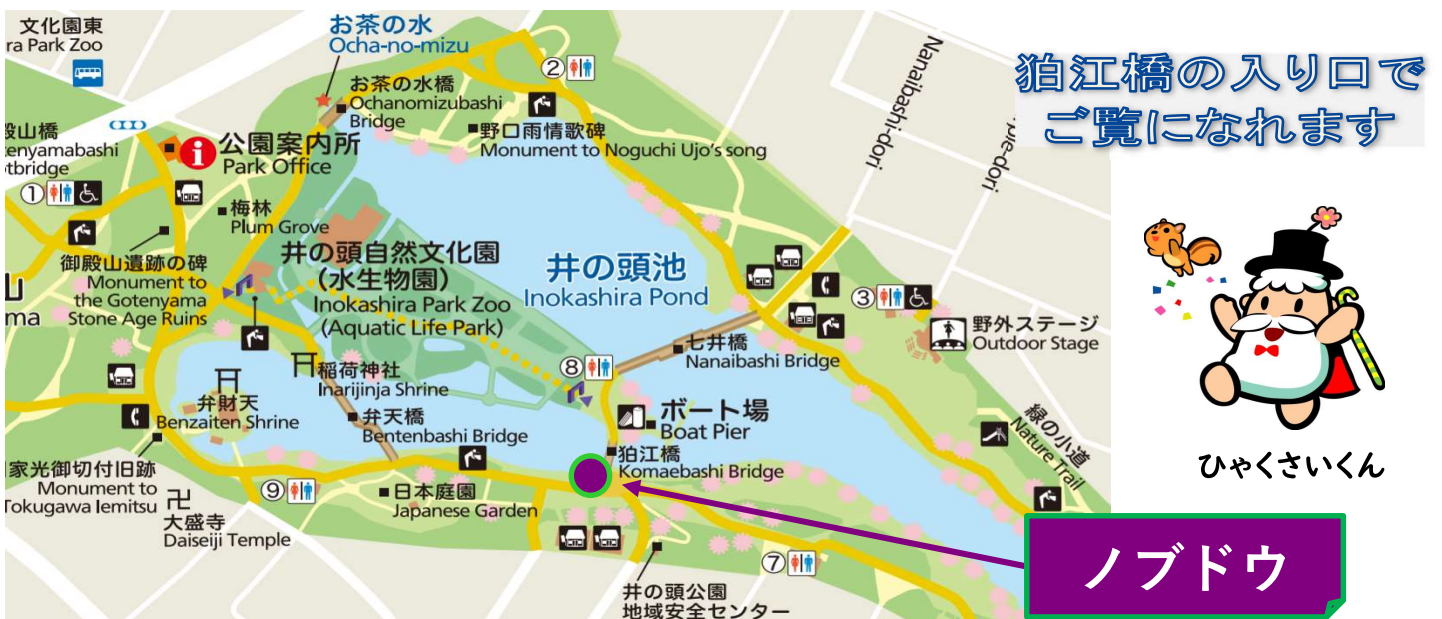 文化園東
ra Park Zoo
お茶の水
Ocha-no-mizu
お茶の水橋
Ochanomizubashi
Bridge
②
野口雨情歌碑
Monument to Noguchi Ujo's song
Nanaibashi-dori
pe-dori
狛江橋の入り口で
ご覧になれます
殿山橋
enyamabashi
tbridge
公園案内所
Park Office
i
①
梅林
Plum Grove
御殿山遺跡の碑
Monument to
the Gotenyama
Stone Age Ruins
山
ma
井の頭自然文化園
(水生物園)
Inokashira Park Zoo
(Aquatic Life Park)
井の頭池
Inokashira Pond
③
野外ステージ
Outdoor Stage
七井橋
Nanaibashi Bridge
稲荷神社
Inarijinja Shrine
⑧
弁財天
Benzaiten Shrine
弁天橋
Bentenbashi Bridge
ボート場
Boat Pier
狛江橋
Komaebashi Bridge
緑の小道
Nature Trail
ひゃくさいくん
家光御切付旧跡
Monument to
Tokugawa Iemitsu
卍
大盛寺
Daiseiji Temple
⑨
日本庭園
Japanese Garden
⑦
井の頭公園
地域安全センター
ノブドウ